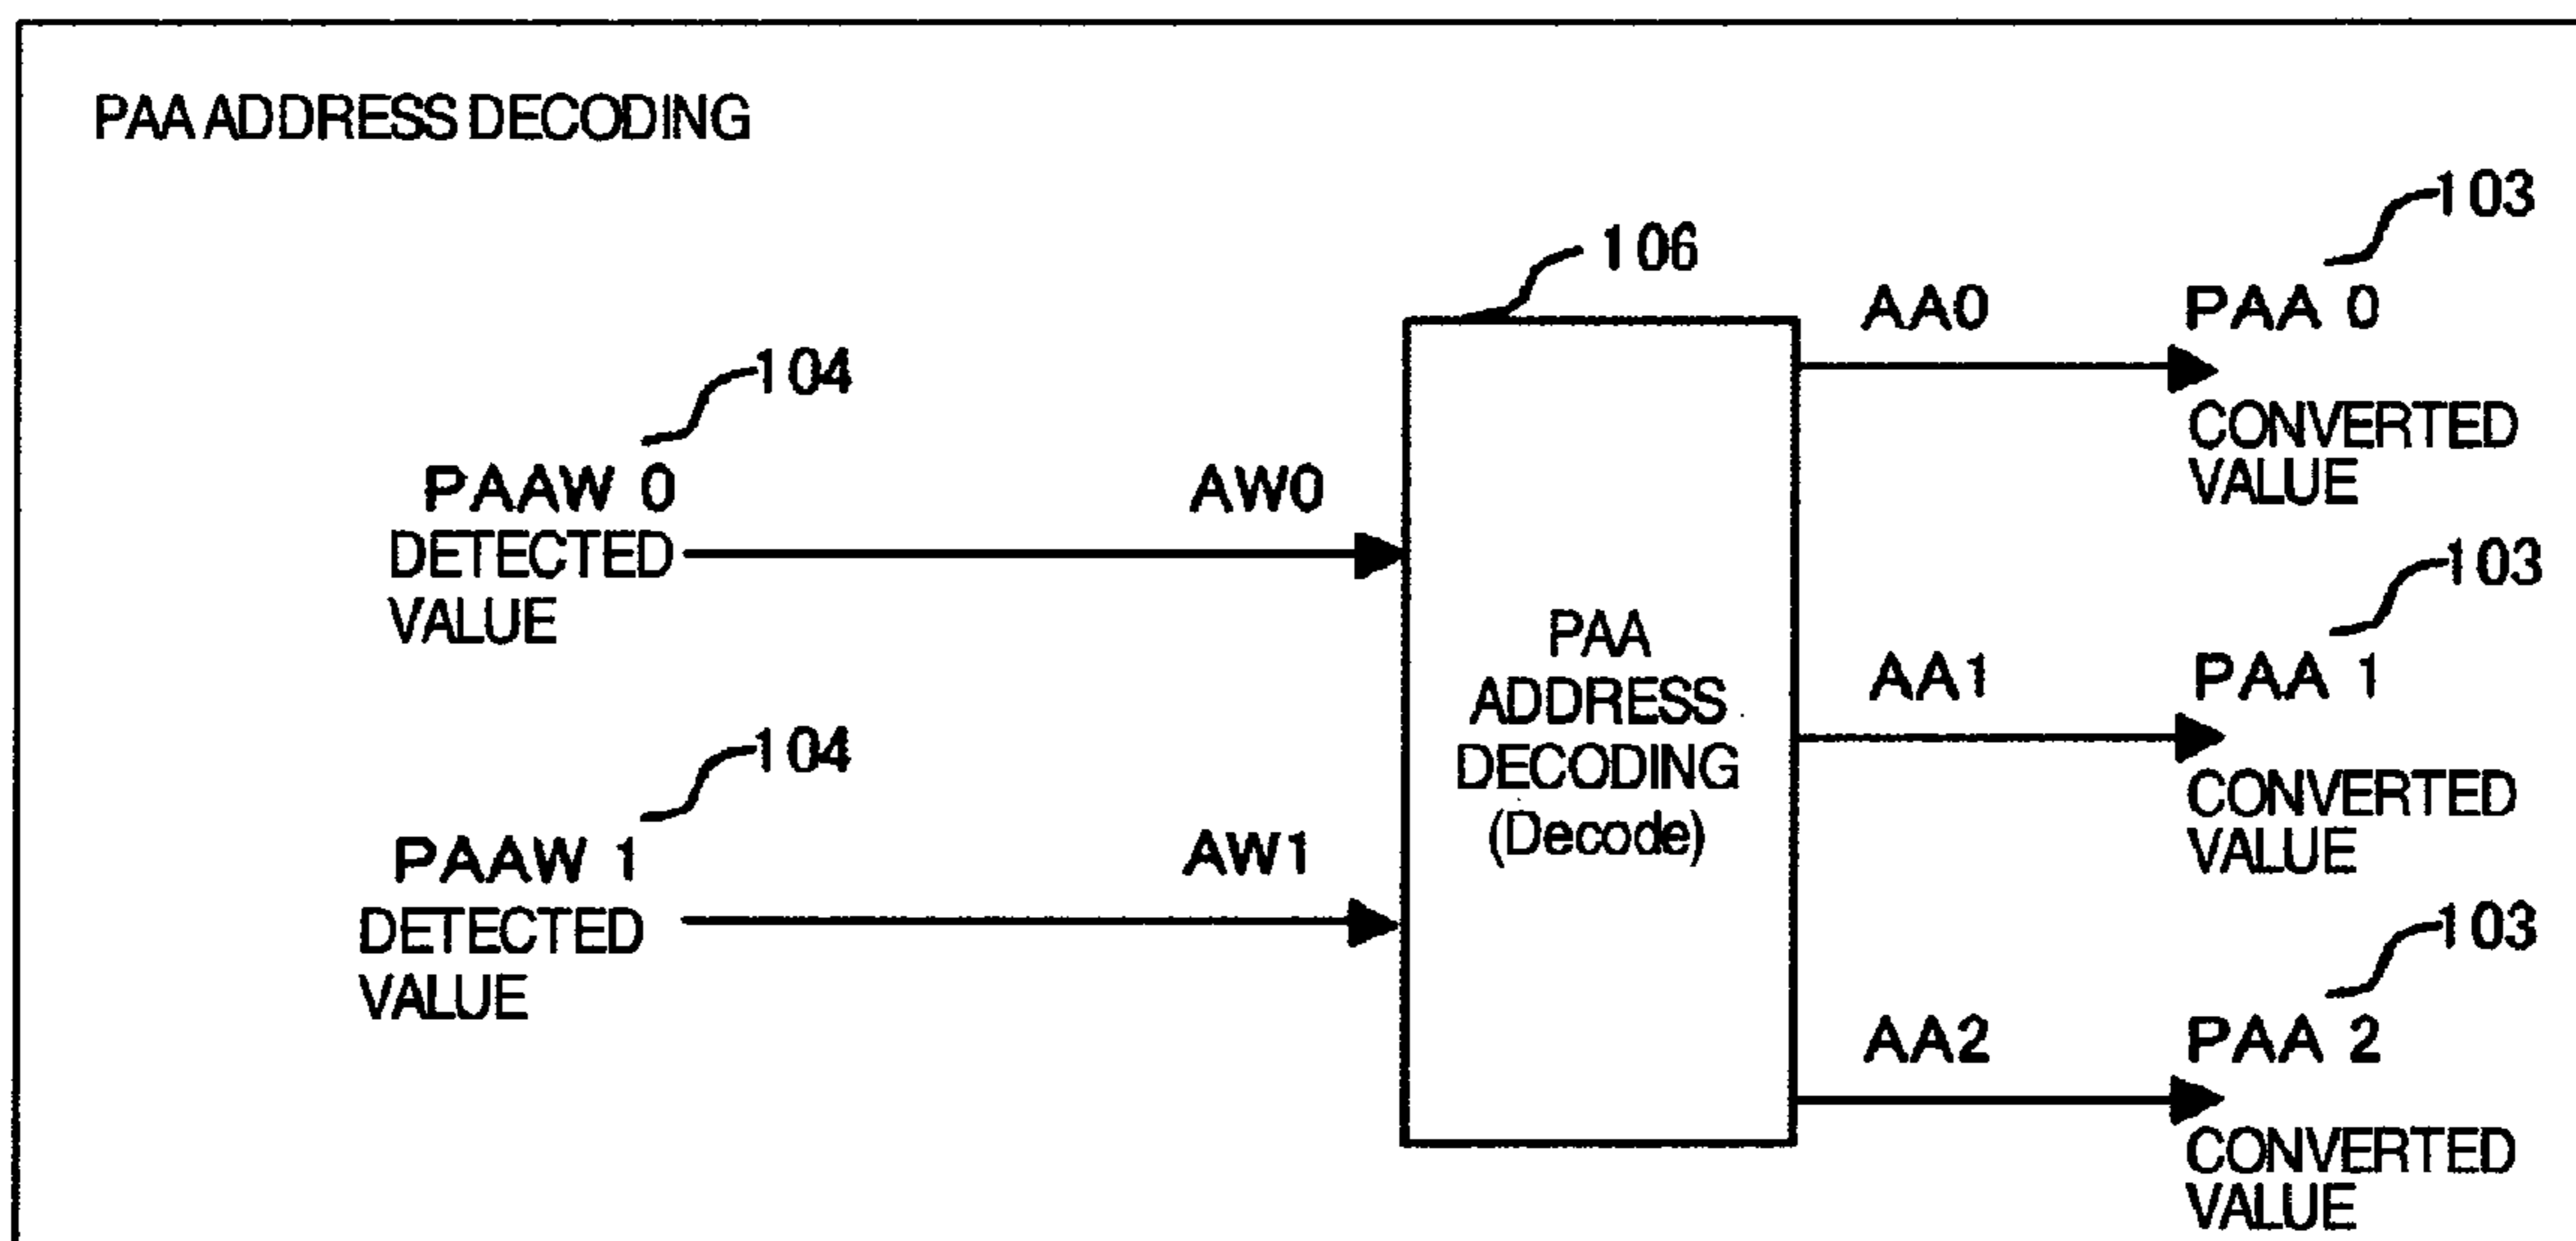 PAA ADDRESS DECODING
103
106
AA0
PAA 0
CONVERTED
VALUE
104
PAAW 0
DETECTED
VALUE
AW0
103
AA1
PAA 1
CONVERTED
VALUE
PAA
ADDRESS
DECODING
(Decode)
104
PAAW 1
DETECTED
VALUE
AW1
103
AA2
PAA 2
CONVERTED
VALUE